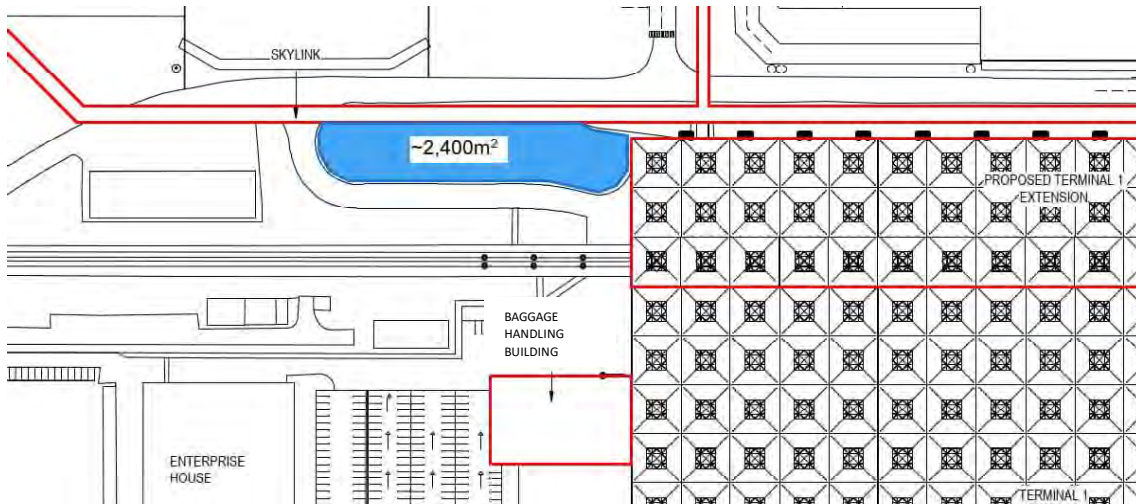 SKYLINK
~2,400m²
PROPOSED TERMINAL 1
EXTENSION
BAGGAGE
HANDLING
BUILDING
ENTERPRISE
HOUSE
TERMINAL 1